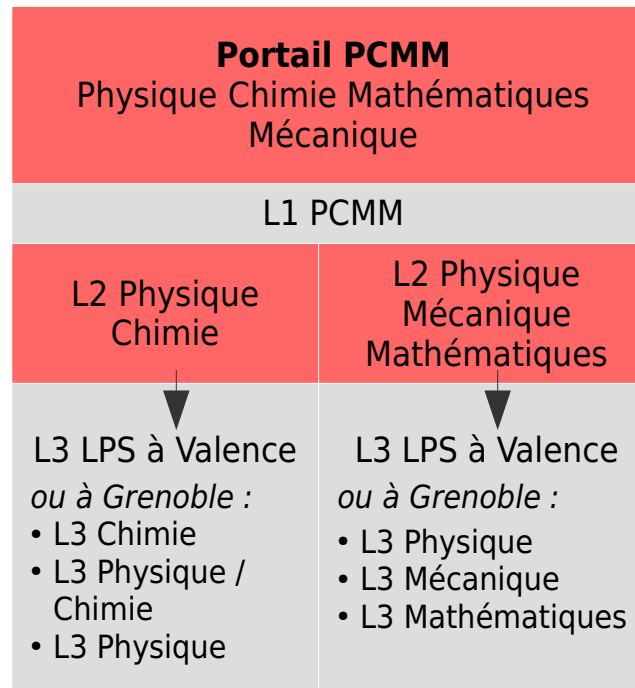 Portail PCMM
Physique Chimie Mathématiques
Mécanique
L1 PCMM
L2 Physique
Chimie
L2 Physique
Mécanique
Mathématiques
L3 LPS à Valence
ou à Grenoble :
• L3 Chimie
• L3 Physique /
Chimie
• L3 Physique
L3 LPS à Valence
ou à Grenoble :
• L3 Physique
• L3 Mécanique
• L3 Mathématiques